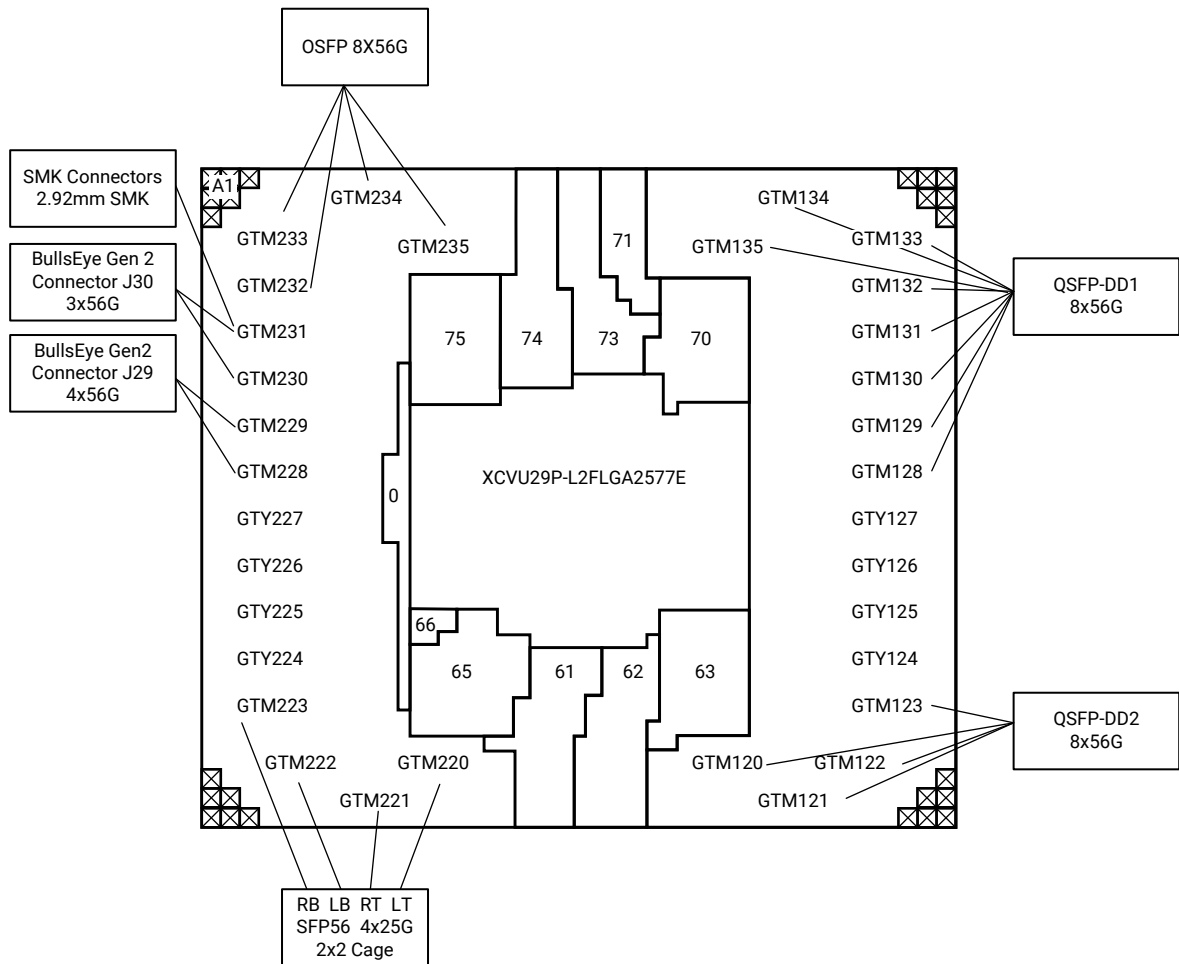 OSFP 8X56G
SMK Connectors
2.92mm SMK
BullsEye Gen 2
Connector J30
3x56G
BullsEye Gen2
Connector J29
4x56G
A1
GTM234
GTM233
GTM235
GTM232
GTM231
GTM230
GTM229
GTM228
GTY227
GTY226
GTY225
GTY224
GTM223
GTM222
GTM220
GTM221
71
75
74
73
70
0
XCVU29P-L2FLGA2577E
66
65
61
62
63
GTM134
GTM135
GTM133
GTM132
GTM131
GTM130
GTM129
GTM128
GTY127
GTY126
GTY125
GTY124
GTM123
GTM120
GTM122
GTM121
QSFP-DD1
8x56G
QSFP-DD2
8x56G
RB LB RT LT
SFP56 4x25G
2x2 Cage